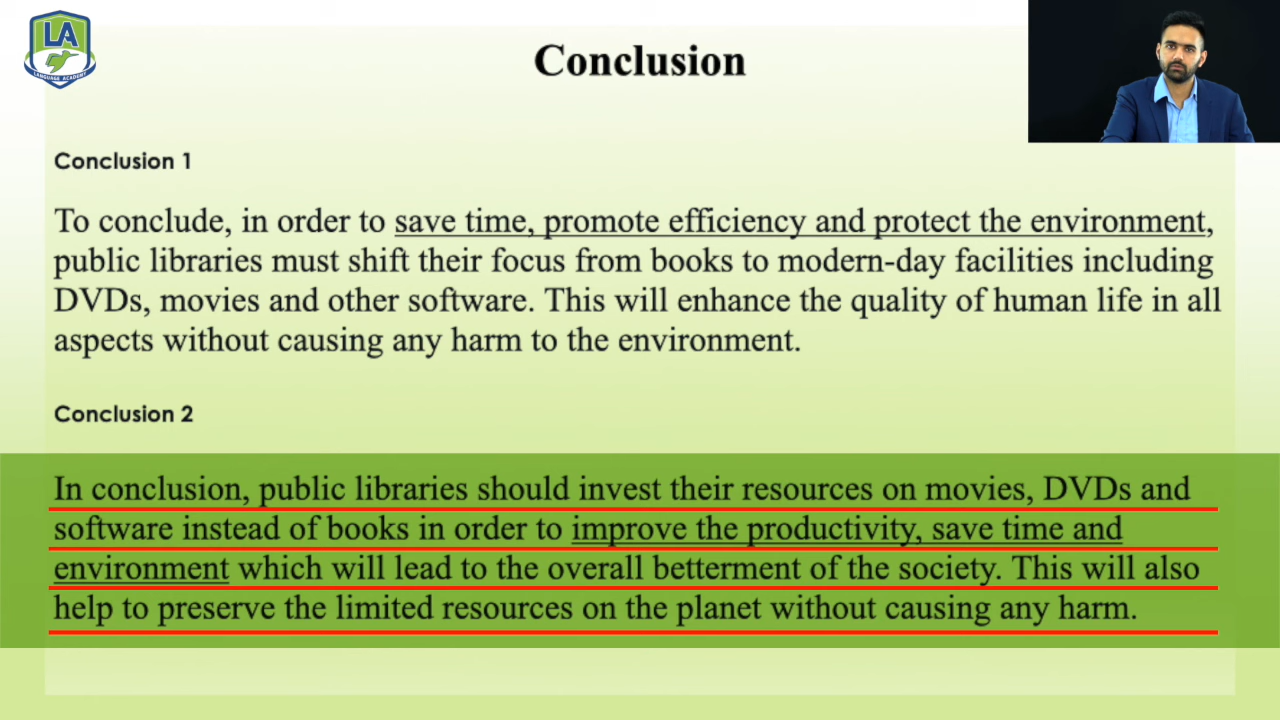 LA
LANGUAGE ACADEMY
Conclusion
Conclusion 1
To conclude, in order to save time, promote efficiency and protect the environment,
public libraries must shift their focus from books to modern-day facilities including
DVDs, movies and other software. This will enhance the quality of human life in all
aspects without causing any harm to the environment.
Conclusion 2
In conclusion, public libraries should invest their resources on movies, DVDs and
software instead of books in order to improve the productivity, save time and
environment which will lead to the overall betterment of the society. This will also
help to preserve the limited resources on the planet without causing any harm.